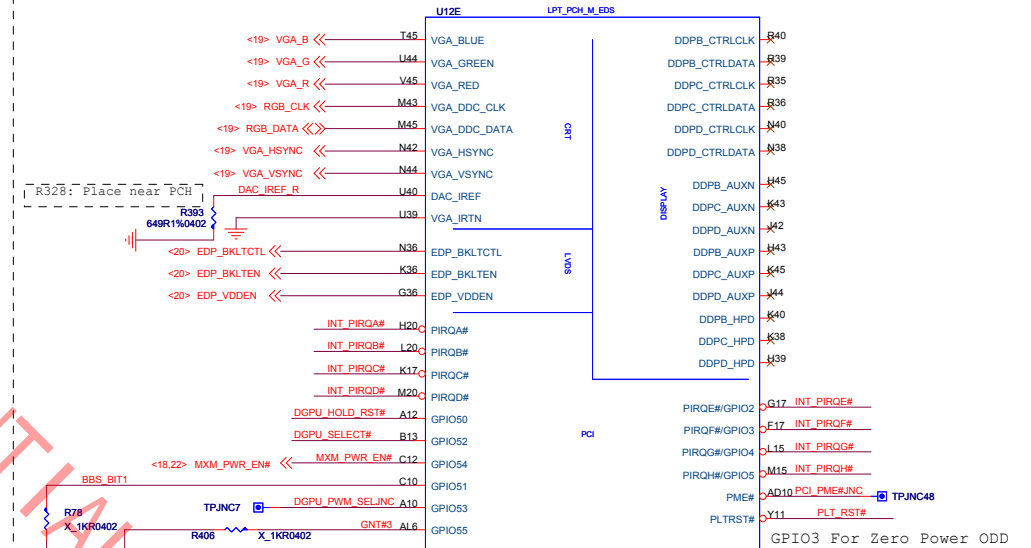 U12E
LPT_PCH_M_EDS
<19> VGA_B T45 VGA_BLUE
<19> VGA_G U44 VGA_GREEN
<19> VGA_R V45 VGA_RED
<19> RGB_CLK M43 VGA_DDC_CLK
<19> RGB_DATA M45 VGA_DDC_DATA
<19> VGA_HSYNC N42 VGA_HSYNC
<19> VGA_VSYNC N44 VGA_VSYNC
R328: Place near PCH
DAC_IREF_R U40 DAC_IREF
R393
649R1%0402
U39 VGA_IRTN
<20> EDP_BKLTCTL N36 EDP_BKLTCTL
<20> EDP_BKLTEN K36 EDP_BKLTEN
<20> EDP_VDDEN G36 EDP_VDDEN
INT_PIRQA# H20 PIRQA#
INT_PIRQB# L20 PIRQB#
INT_PIRQC# K17 PIRQC#
INT_PIRQD# M20 PIRQD#
DGPU_HOLD_RST# A12 GPIO50
DGPU_SELECT# B13 GPIO52
<18,22> MXM_PWR_EN# MXM_PWR_EN# C12 GPIO54
BBS_BIT1 C10 GPIO51
TPJNC7 DGPU_PWM_SELJNC A10 GPIO53
R78
X_1KR0402
R406 X_1KR0402 GNT#3 AL6 GPIO55
CRT
LVDS
DISPLAY
PCI
DDPB_CTRLCLK R40
DDPB_CTRLDATA R39
DDPC_CTRLCLK R35
DDPC_CTRLDATA R36
DDPD_CTRLCLK N40
DDPD_CTRLDATA N38
DDPB_AUXN H45
DDPC_AUXN K43
DDPD_AUXN J42
DDPB_AUXP H43
DDPC_AUXP K45
DDPD_AUXP J44
DDPB_HPD K40
DDPC_HPD K38
DDPD_HPD H39
PIRQE#/GPIO2 G17 INT_PIRQE#
PIRQF#/GPIO3 F17 INT_PIRQF#
PIRQG#/GPIO4 L15 INT_PIRQG#
PIRQH#/GPIO5 M15 INT_PIRQH#
PME# AD10 PCI_PME#JNC TPJNC48
PLTRST# Y11 PLT_RST#
GPIO3 For Zero Power ODD